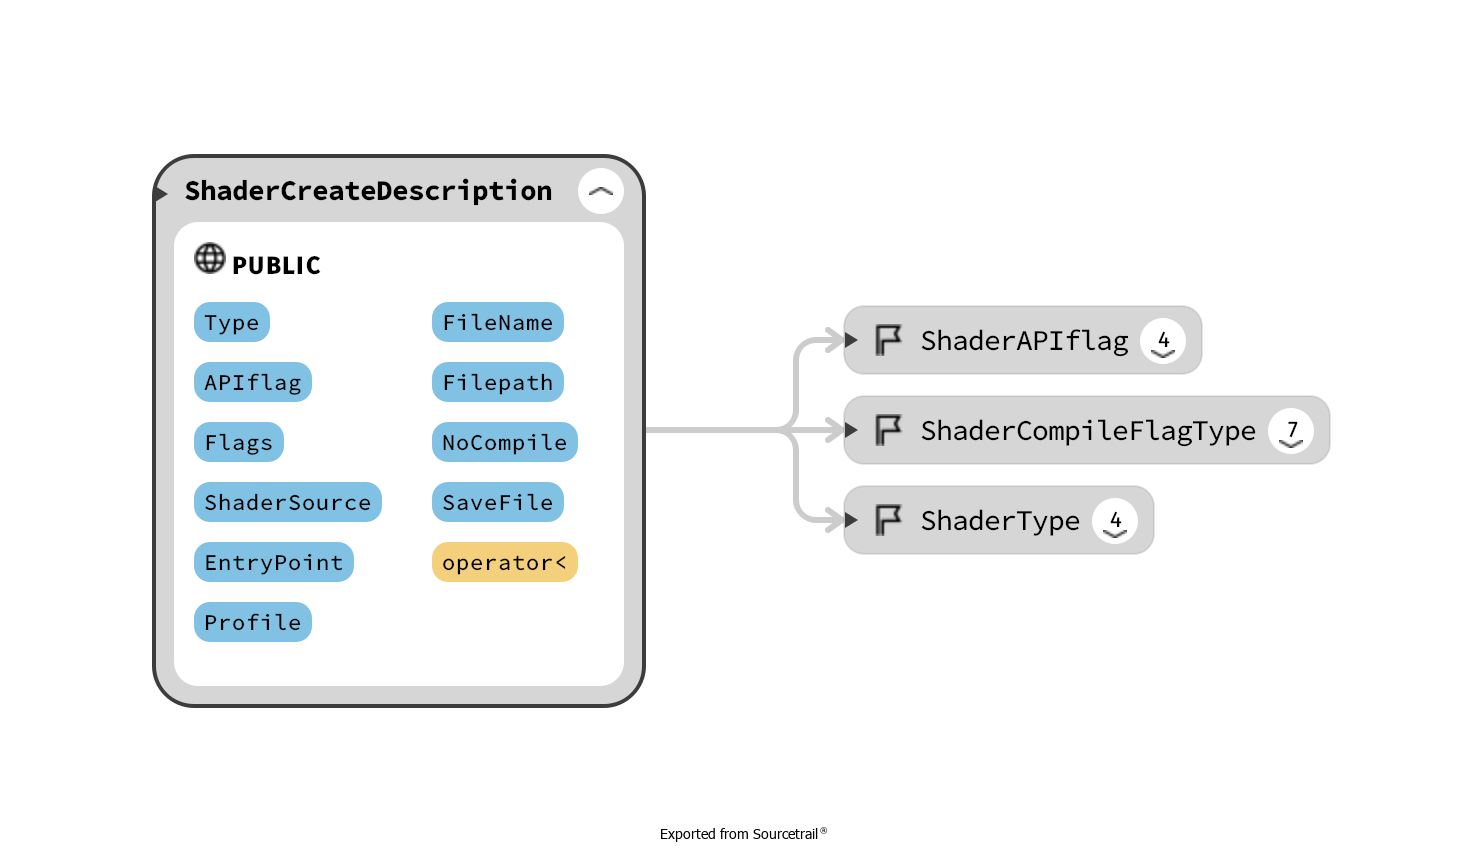 ShaderCreateDescription
PUBLIC
Type
FileName
APIflag
Filepath
Flags
NoCompile
ShaderSource
SaveFile
EntryPoint
operator<
Profile
ShaderAPIflag 4
ShaderCompileFlagType 7
ShaderType 4
Exported from Sourcetrail®